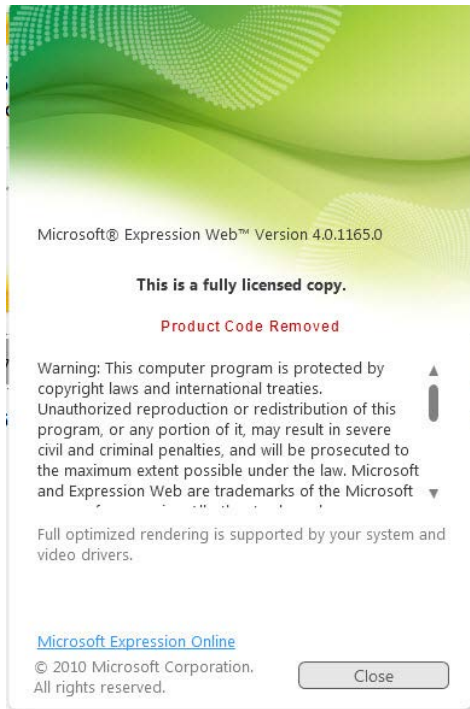 Microsoft® Expression Web™ Version 4.0.1165.0
This is a fully licensed copy.
Product Code Removed
Warning: This computer program is protected by
copyright laws and international treaties.
Unauthorized reproduction or redistribution of this
program, or any portion of it, may result in severe
civil and criminal penalties, and will be prosecuted to
the maximum extent possible under the law. Microsoft
and Expression Web are trademarks of the Microsoft
Full optimized rendering is supported by your system and
video drivers.
Microsoft Expression Online
© 2010 Microsoft Corporation.
All rights reserved.
Close